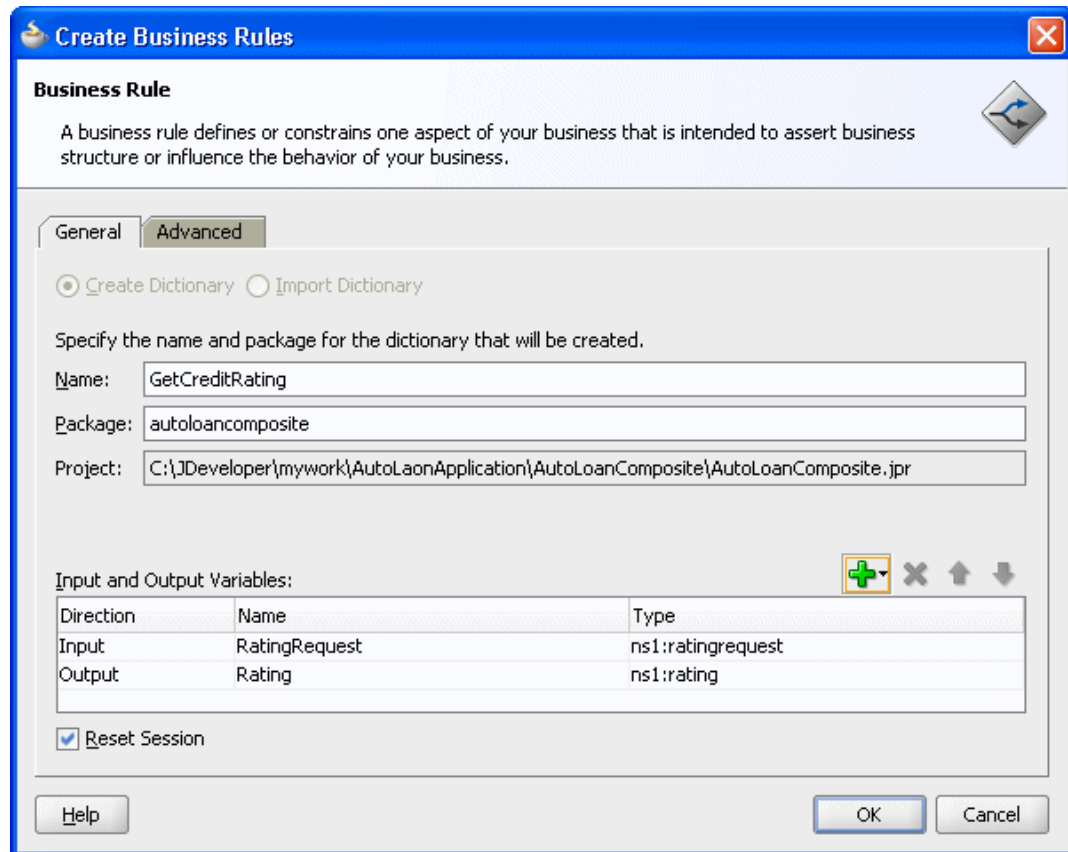 Create Business Rules
Business Rule
A business rule defines or constrains one aspect of your business that is intended to assert business
structure or influence the behavior of your business.
General Advanced
Create Dictionary Import Dictionary
Specify the name and package for the dictionary that will be created.
Name: GetCreditRating
Package: autoloancomposite
Project: C:\JDeveloper\mywork\AutoLaonApplication\AutoLoanComposite\AutoLoanComposite.jpr
Input and Output Variables:
Direction Name Type
Input RatingRequest ns1:ratingrequest
Output Rating ns1:rating
Reset Session
Help OK Cancel